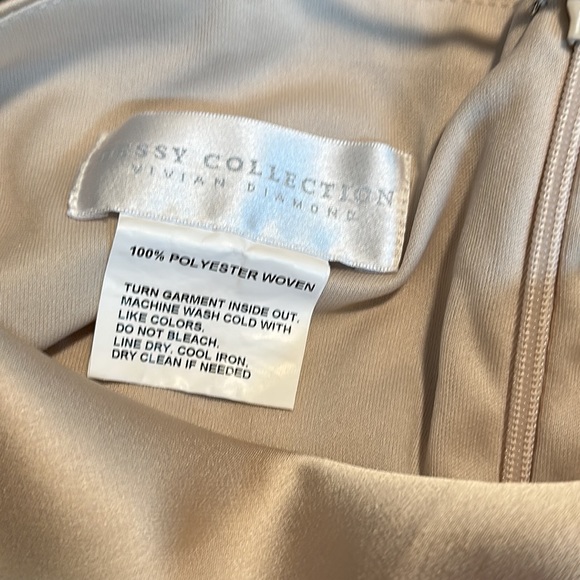 ESSY COLLECTION
VIVIAN DIAMOND
100% POLYESTER WOVEN
TURN GARMENT INSIDE OUT.
MACHINE WASH COLD WITH
LIKE COLORS.
DO NOT BLEACH.
LINE DRY. COOL IRON.
DRY CLEAN IF NEEDED